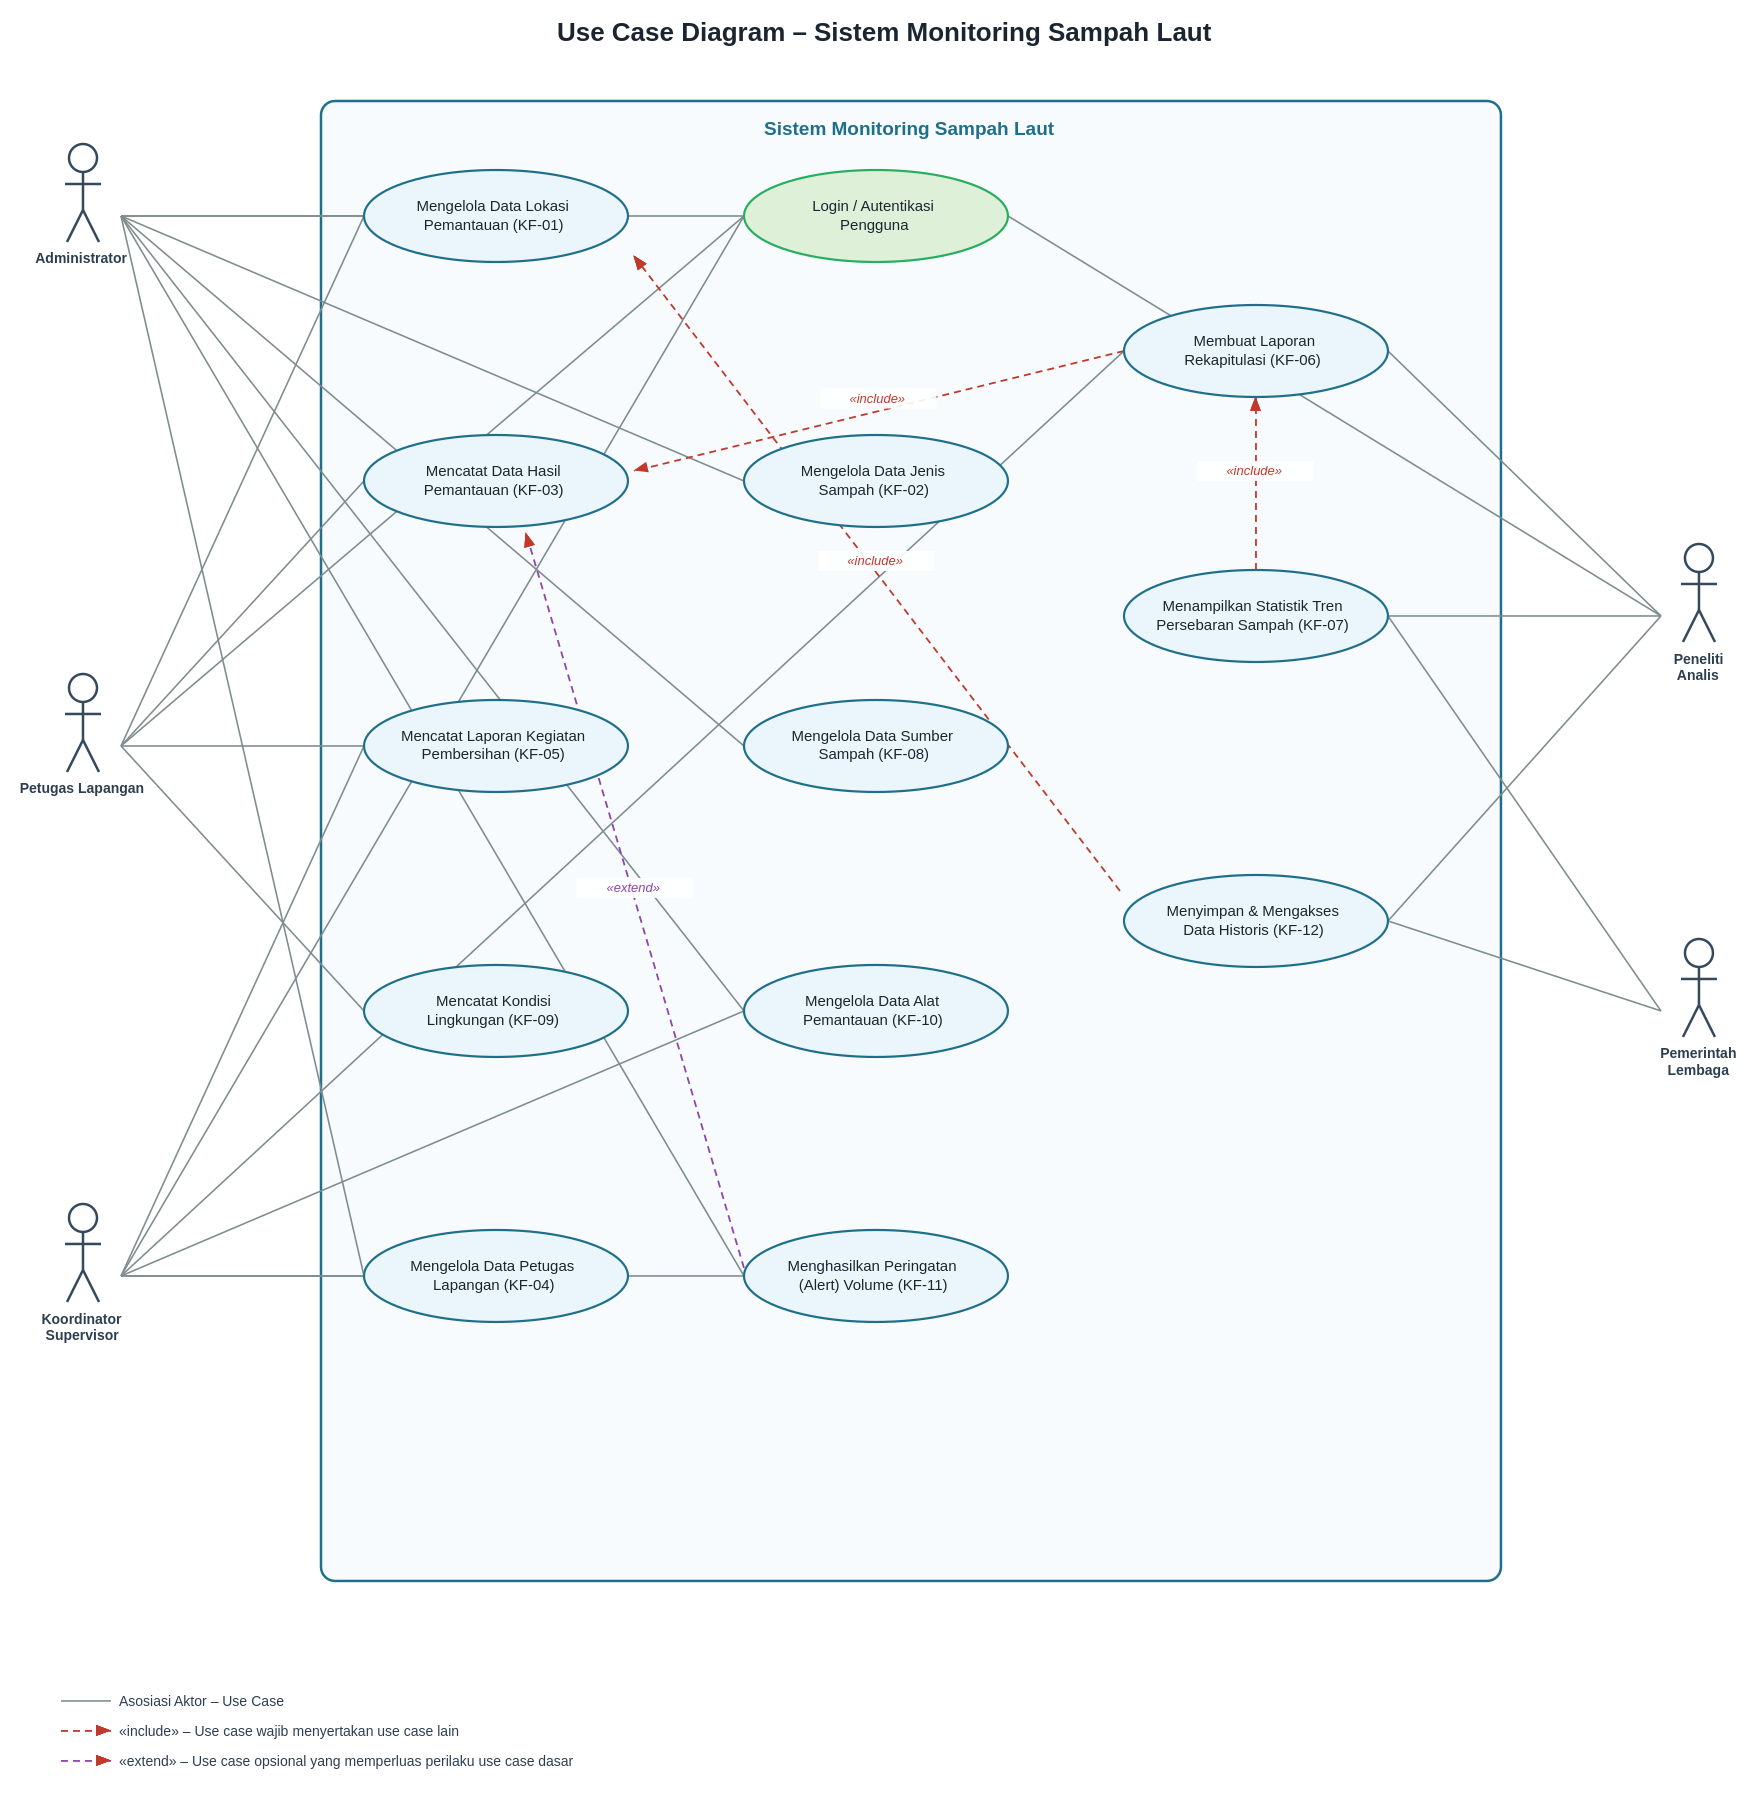 Use Case Diagram – Sistem Monitoring Sampah Laut
Sistem Monitoring Sampah Laut
Administrator
Mengelola Data Lokasi
Pemantauan (KF-01)
Login / Autentikasi
Pengguna
Membuat Laporan
Rekapitulasi (KF-06)
«include»
Mencatat Data Hasil
Pemantauan (KF-03)
Mengelola Data Jenis
Sampah (KF-02)
«include»
«include»
Menampilkan Statistik Tren
Persebaran Sampah (KF-07)
Peneliti
Analis
Petugas Lapangan
Mencatat Laporan Kegiatan
Pembersihan (KF-05)
Mengelola Data Sumber
Sampah (KF-08)
«extend»
Menyimpan & Mengakses
Data Historis (KF-12)
Mencatat Kondisi
Lingkungan (KF-09)
Mengelola Data Alat
Pemantauan (KF-10)
Pemerintah
Lembaga
Koordinator
Supervisor
Mengelola Data Petugas
Lapangan (KF-04)
Menghasilkan Peringatan
(Alert) Volume (KF-11)
Asosiasi Aktor – Use Case
«include» – Use case wajib menyertakan use case lain
«extend» – Use case opsional yang memperluas perilaku use case dasar